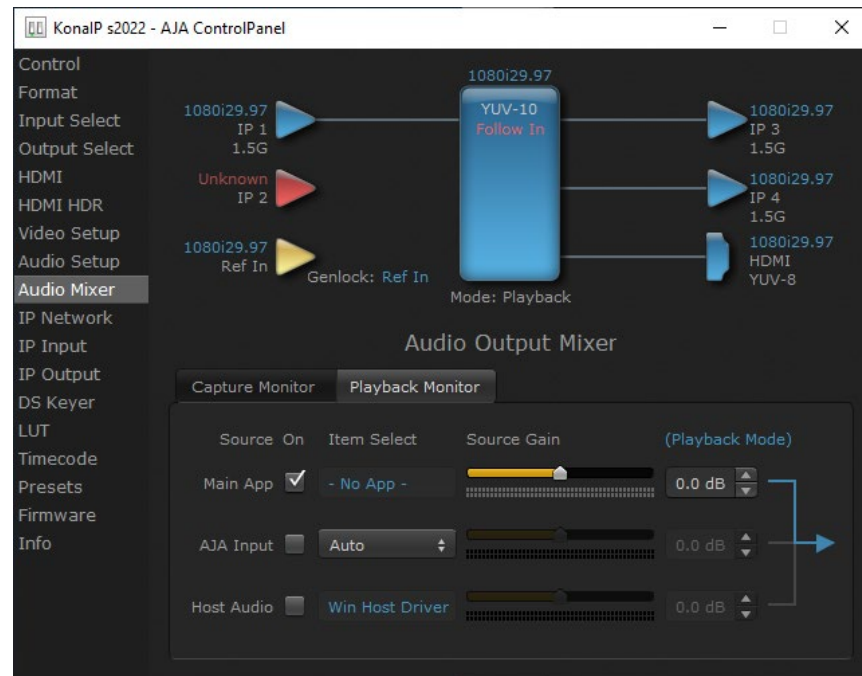 KonaIP s2022 - AJA ControlPanel
Control
Format
Input Select
Output Select
HDMI
HDMI HDR
Video Setup
Audio Setup
Audio Mixer
IP Network
IP Input
IP Output
DS Keyer
LUT
Timecode
Presets
Firmware
Info
1080i29.97
1080i29.97
IP 1
1.5G
YUV-10
Follow In
1080i29.97
IP 3
1.5G
Unknown
IP 2
1080i29.97
IP 4
1.5G
1080i29.97
Ref In
Genlock: Ref In
1080i29.97
HDMI
YUV-8
Mode: Playback
Audio Output Mixer
Capture Monitor Playback Monitor
Source On Item Select Source Gain (Playback Mode)
Main App - No App - 0.0 dB
AJA Input Auto 0.0 dB
Host Audio Win Host Driver 0.0 dB